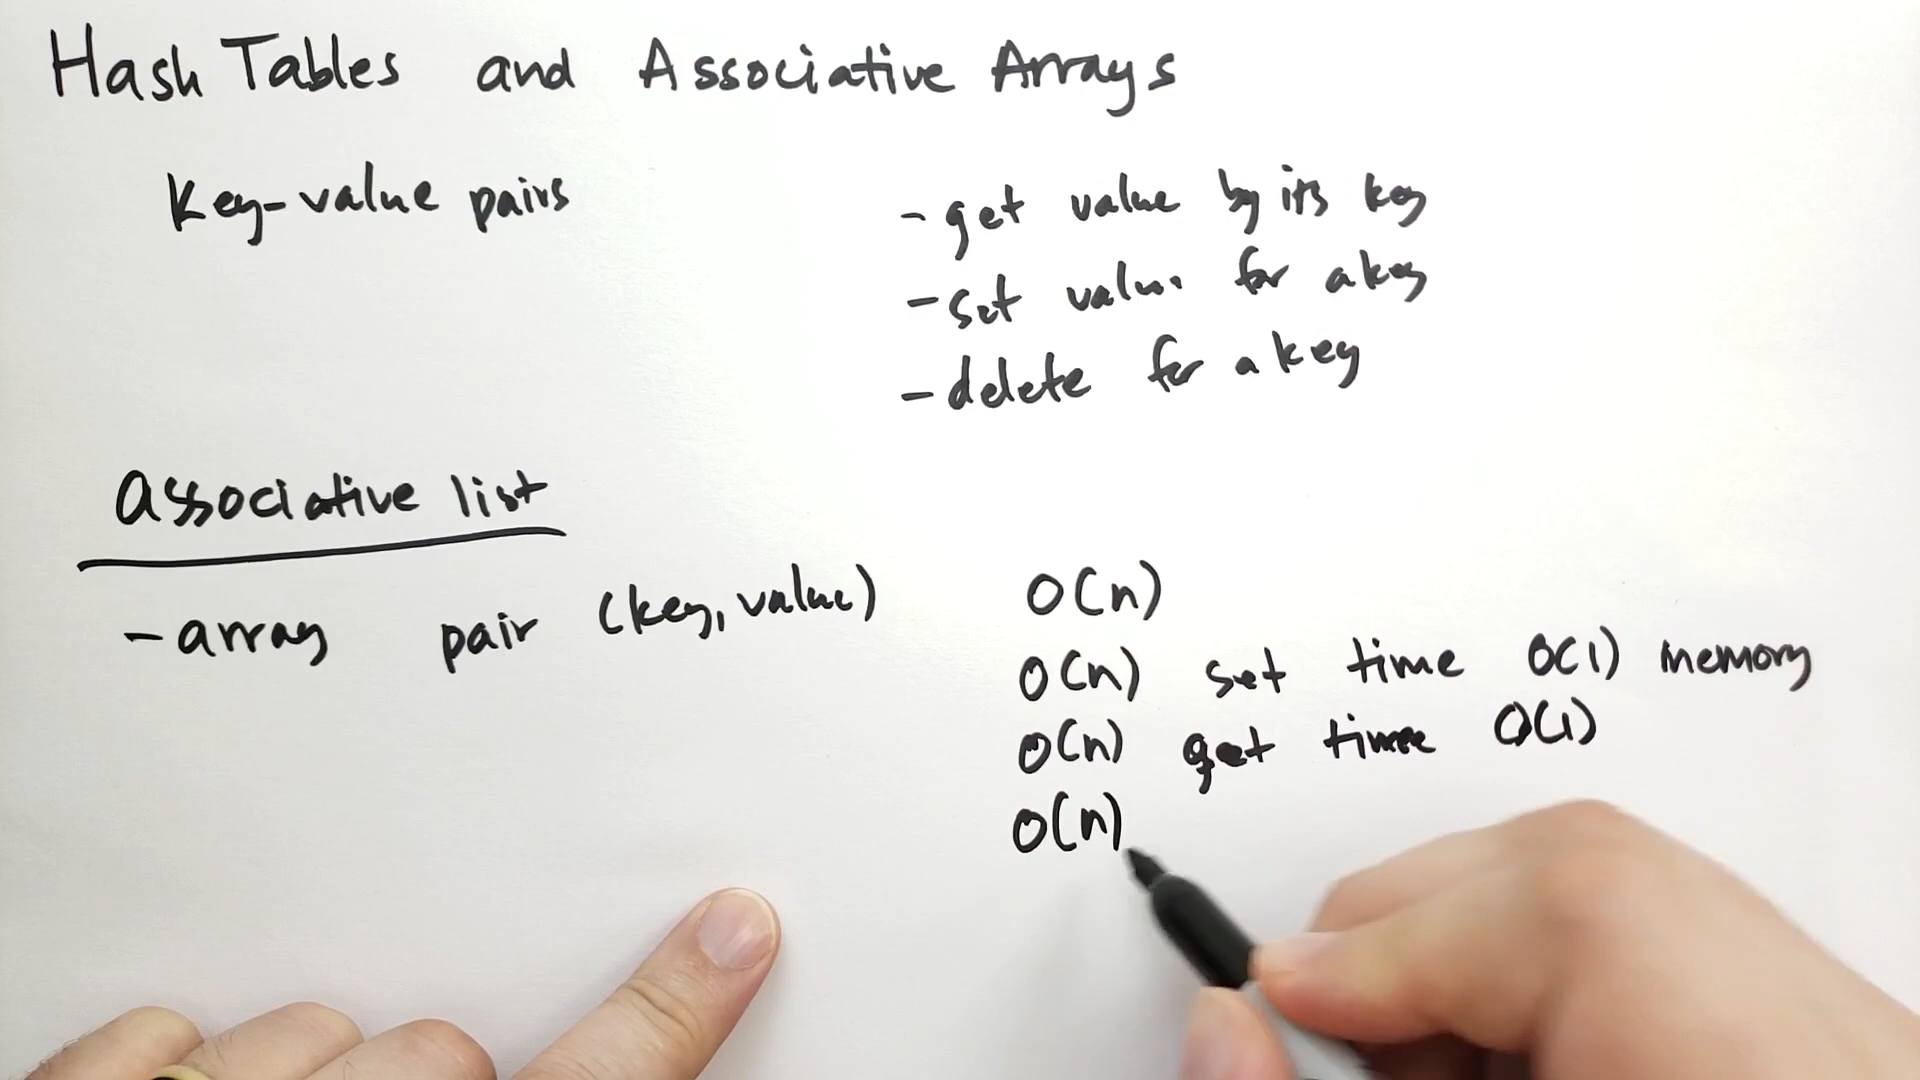 Hash Tables and Associative Arrays
Key-value pairs
- get value by its key
- set value for a key
- delete for a key
associative list
- array pair (key, value)
O(n)
O(n) set time O(1) memory
O(n) get time O(1)
O(n)